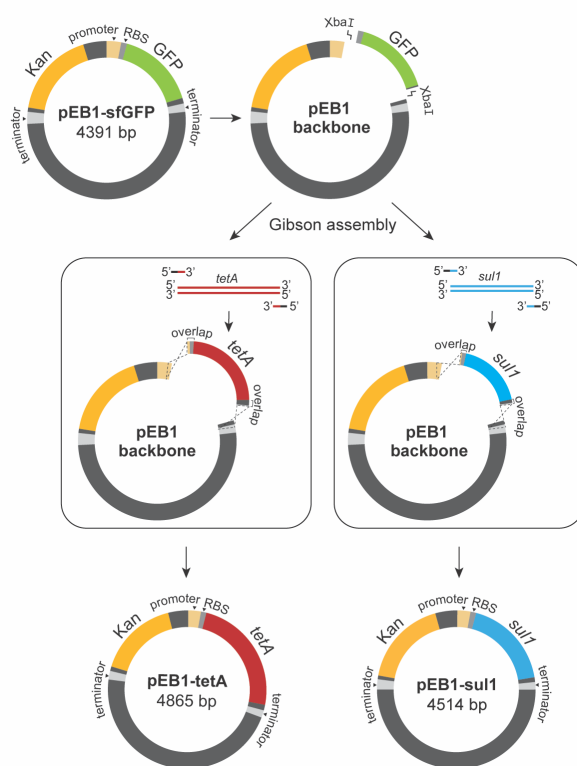 promoter RBS
Kan
GFP
pEB1-sfGFP
4391 bp
terminator
terminator
XbaI
GFP
XbaI
pEB1
backbone
Gibson assembly
5’ 3’
tetA
5’ 3’
3’ 5’
3’ 5’
overlap
tetA
overlap
pEB1
backbone
5’ 3’
sul1
5’ 3’
3’ 5’
3’ 5’
overlap
sul1
overlap
pEB1
backbone
promoter RBS
Kan
tetA
pEB1-tetA
4865 bp
terminator
terminator
promoter RBS
Kan
sul1
pEB1-sul1
4514 bp
terminator
terminator